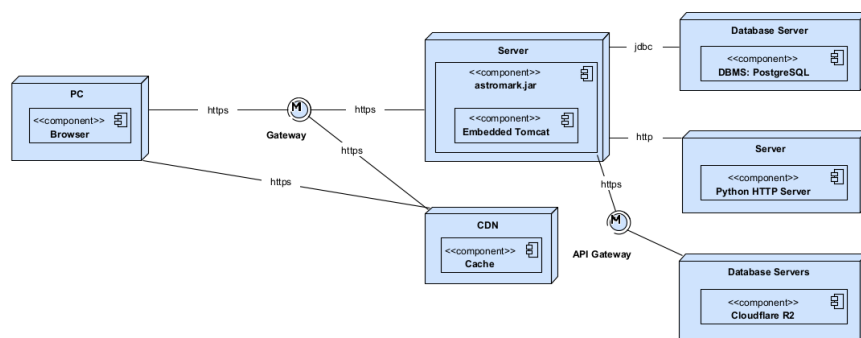 PC
<<component>>
Browser
https
M
Gateway
https
https
https
Server
<<component>>
astromark.jar
<<component>>
Embedded Tomcat
CDN
<<component>>
Cache
jdbc
http
https
M
API Gateway
Database Server
<<component>>
DBMS: PostgreSQL
Server
<<component>>
Python HTTP Server
Database Servers
<<component>>
Cloudflare R2